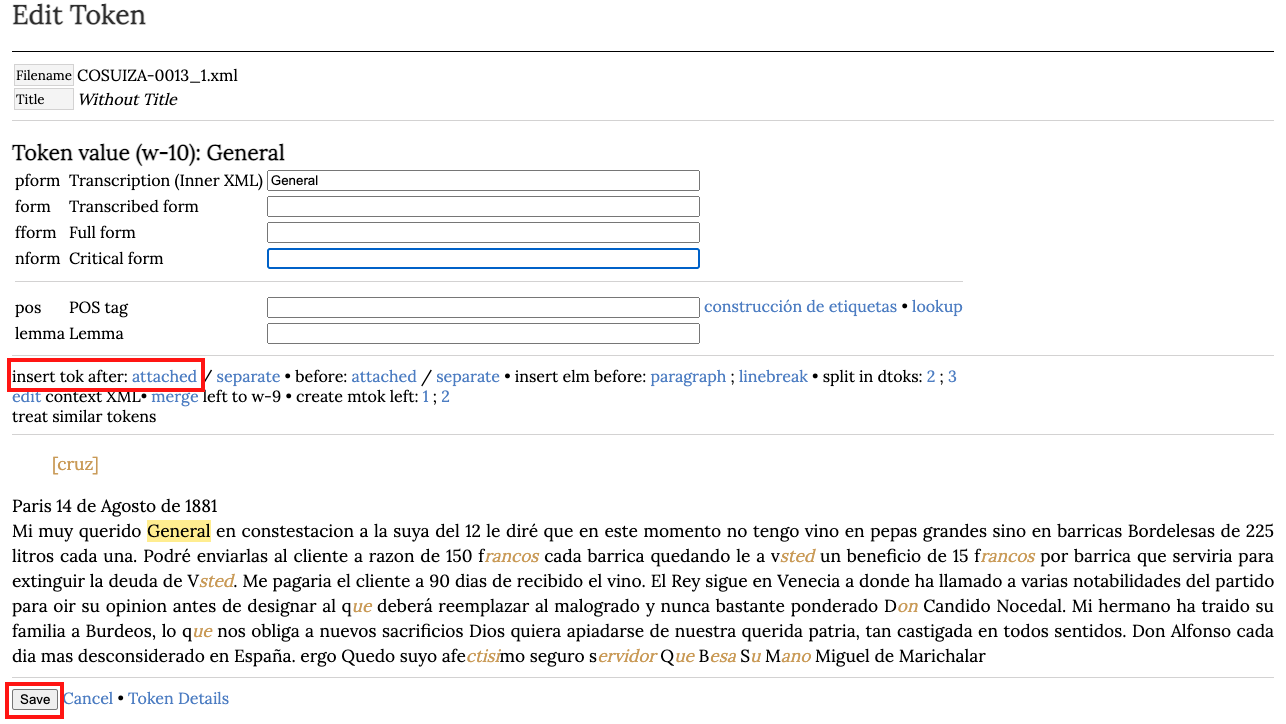 Edit Token
Filename COSUIZA-0013_1.xml
Title Without Title
Token value (w-10): General
pform Transcription (Inner XML) General
form Transcribed form
fform Full form
nform Critical form
pos POS tag construcción de etiquetas • lookup
lemma Lemma
insert tok after: attached / separate • before: attached / separate • insert elm before: paragraph ; linebreak • split in dtoks: 2 ; 3
edit context XML• merge left to w-9 • create mtok left: 1 ; 2
treat similar tokens
[cruz]
Paris 14 de Agosto de 1881
Mi muy querido General en constestacion a la suya del 12 le diré que en este momento no tengo vino en pepas grandes sino en barricas Bordelesas de 225
litros cada una. Podré enviarlas al cliente a razon de 150 francos cada barrica quedando le a vsted un beneficio de 15 francos por barrica que serviria para
extinguir la deuda de Vsted. Me pagaria el cliente a 90 dias de recibido el vino. El Rey sigue en Venecia a donde ha llamado a varias notabilidades del partido
para oir su opinion antes de designar al que deberá reemplazar al malogrado y nunca bastante ponderado Don Candido Nocedal. Mi hermano ha traido su
familia a Burdeos, lo que nos obliga a nuevos sacrificios Dios quiera apiadarse de nuestra querida patria, tan castigada en todos sentidos. Don Alfonso cada
dia mas desconsiderado en España. ergo Quedo suyo afectisimo seguro servidor Que Besa Su Mano Miguel de Marichalar
Save Cancel • Token Details